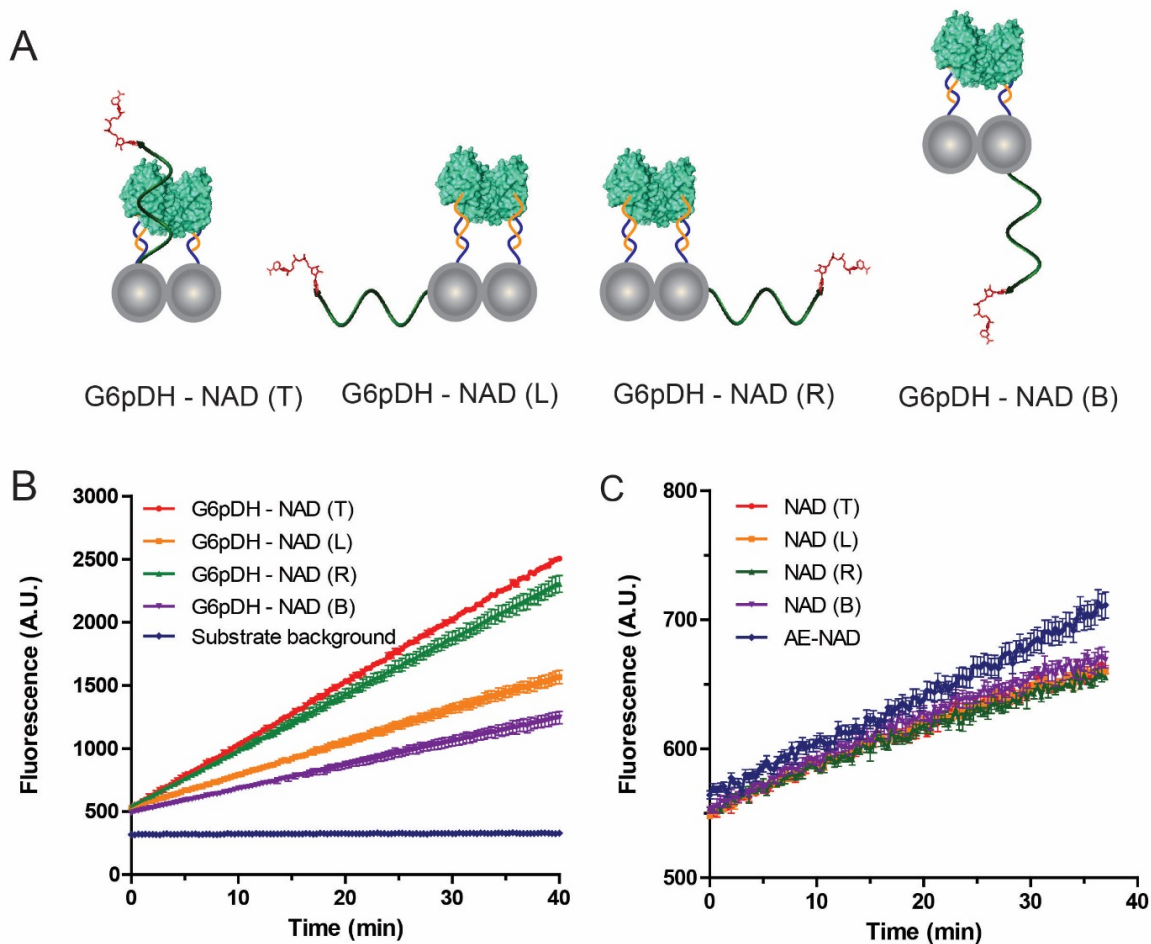 A
G6pDH - NAD (T)
G6pDH - NAD (L)
G6pDH - NAD (R)
G6pDH - NAD (B)
B
3000
2500
2000
1500
1000
500
0
Fluorescence (A.U.)
G6pDH - NAD (T)
G6pDH - NAD (L)
G6pDH - NAD (R)
G6pDH - NAD (B)
Substrate background
0
10
20
30
40
Time (min)
C
800
700
600
500
Fluorescence (A.U.)
NAD (T)
NAD (L)
NAD (R)
NAD (B)
AE-NAD
0
10
20
30
40
Time (min)